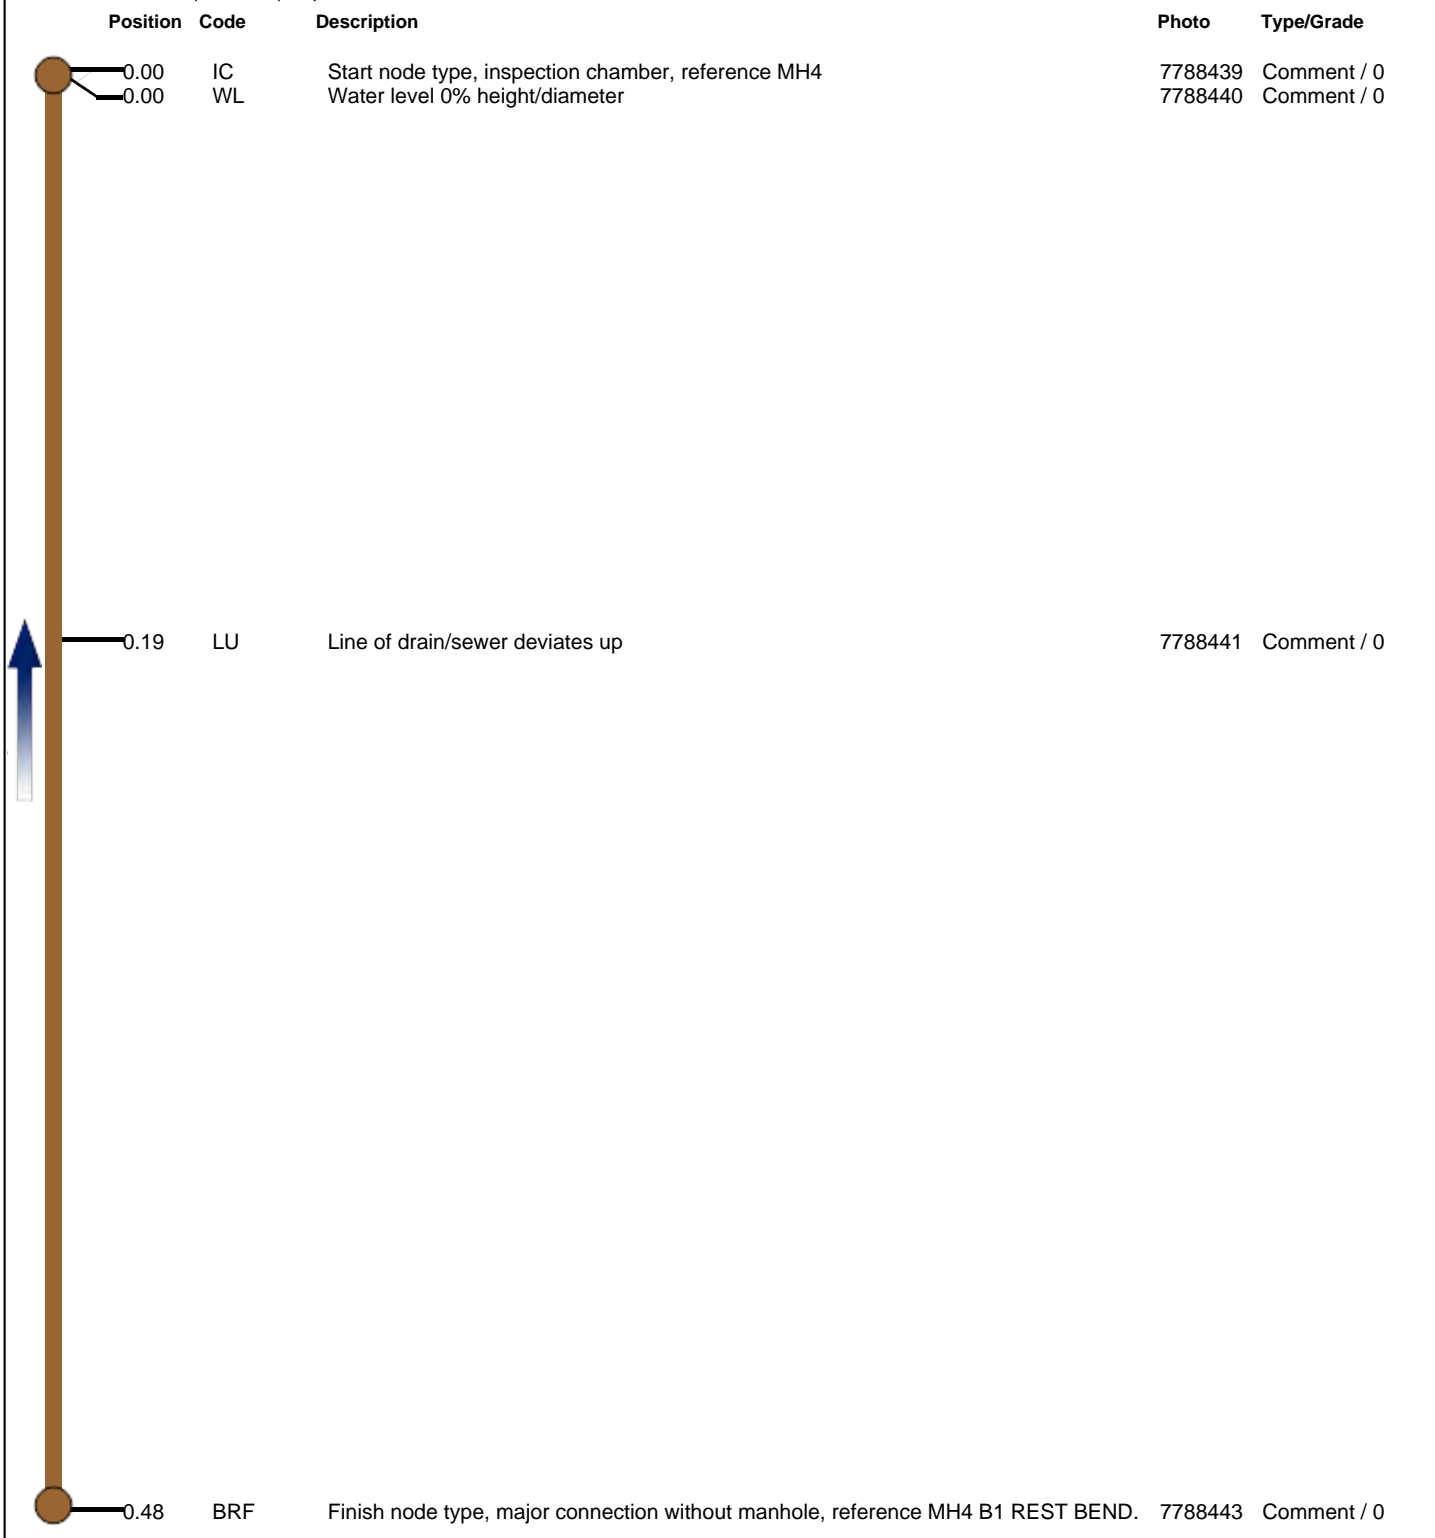 Position Code Description Photo Type/Grade
0.00 IC Start node type, inspection chamber, reference MH4 7788439 Comment / 0
0.00 WL Water level 0% height/diameter 7788440 Comment / 0
0.19 LU Line of drain/sewer deviates up 7788441 Comment / 0
0.48 BRF Finish node type, major connection without manhole, reference MH4 B1 REST BEND. 7788443 Comment / 0